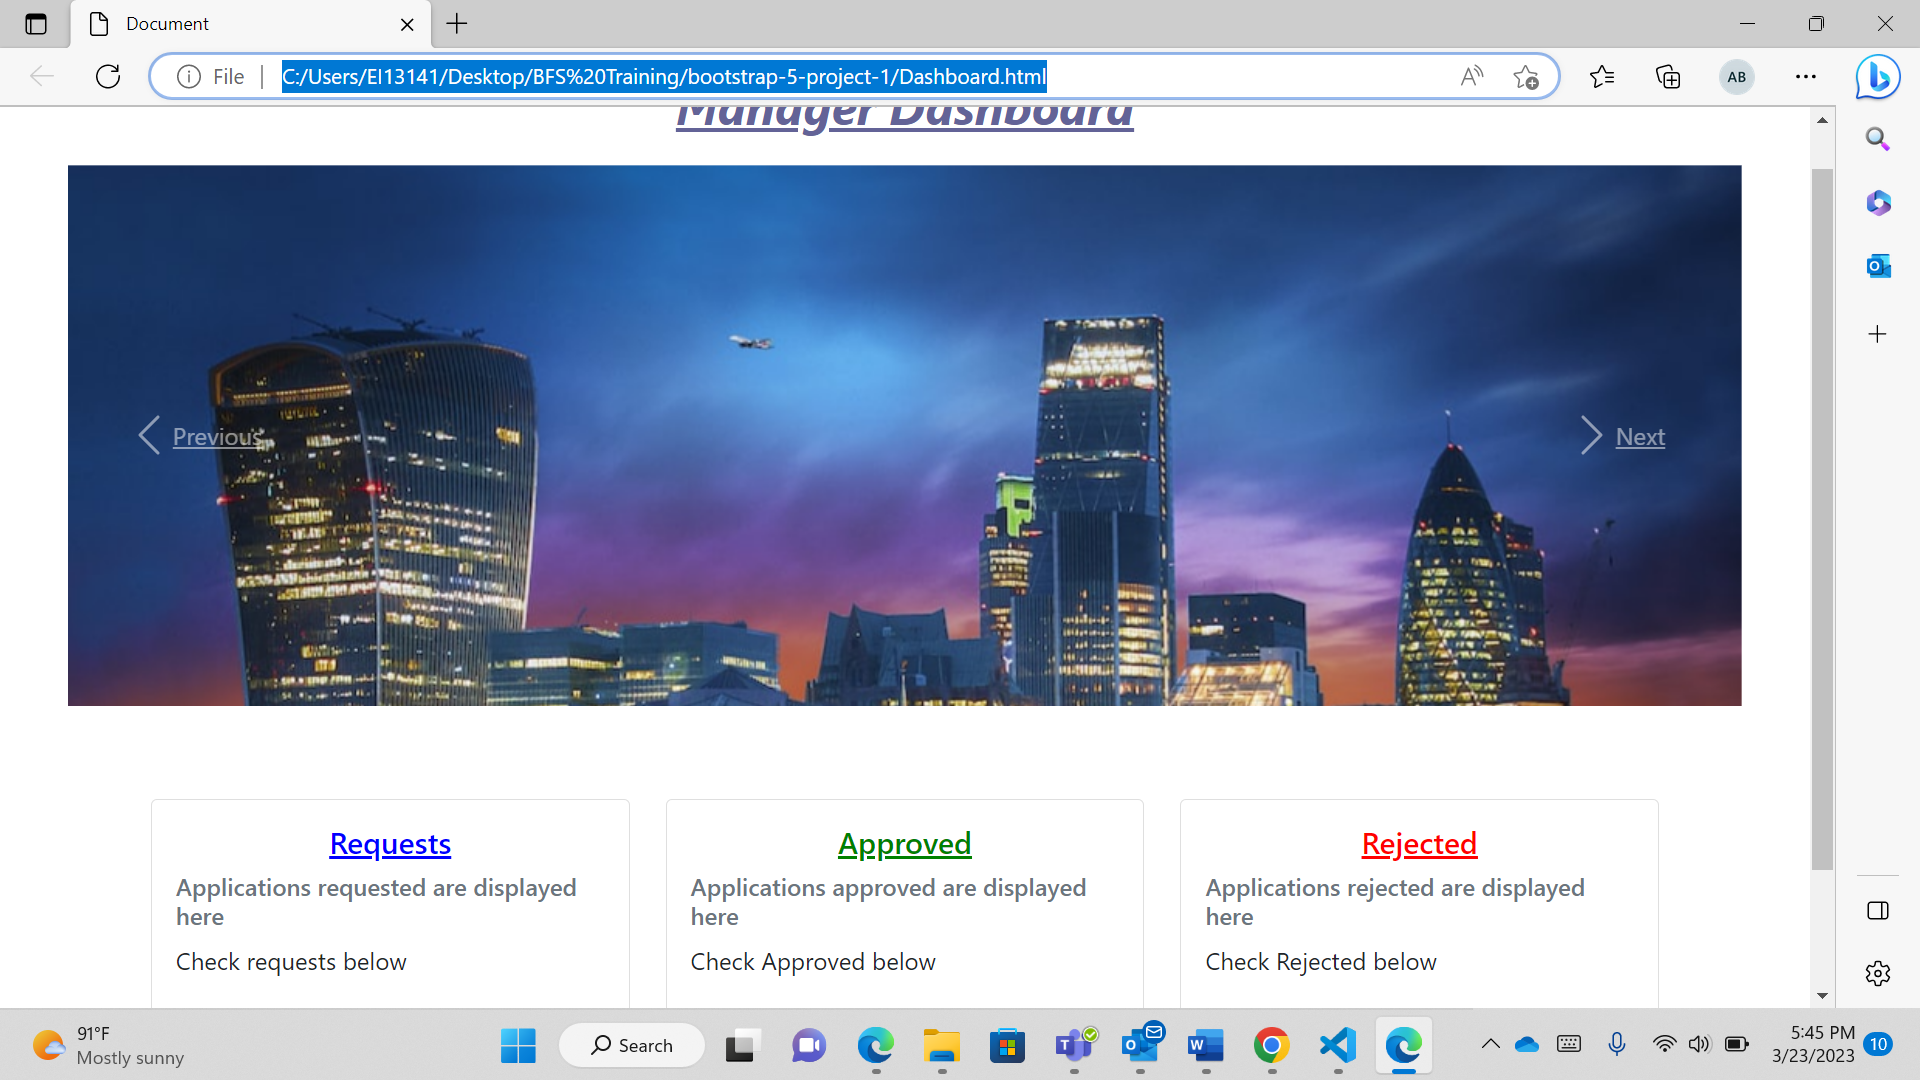 Document
File
C:/Users/EI13141/Desktop/BFS%20Training/bootstrap-5-project-1/Dashboard.html
AB
Manager Dashboard
Previous
Next
Requests
Applications requested are displayed
here
Check requests below
Approved
Applications approved are displayed
here
Check Approved below
Rejected
Applications rejected are displayed
here
Check Rejected below
91°F
Mostly sunny
Search
5:45 PM
3/23/2023
10